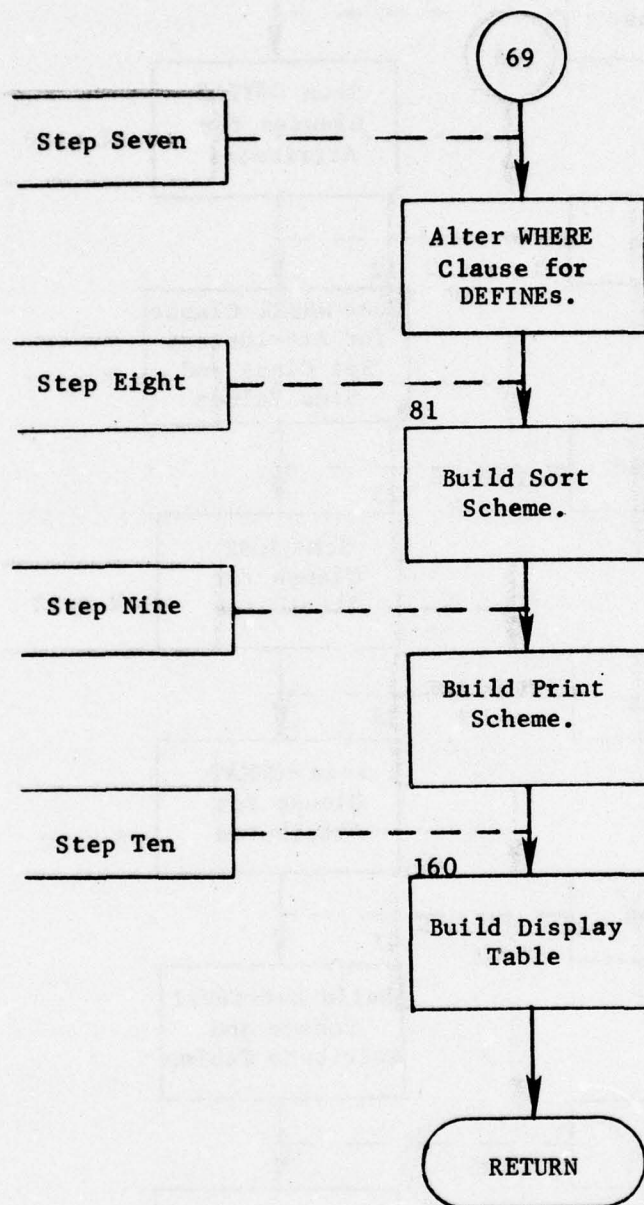 69
Step Seven
Alter WHERE
Clause for
DEFINEs.
Step Eight
81
Build Sort
Scheme.
Step Nine
Build Print
Scheme.
Step Ten
160
Build Display
Table
RETURN